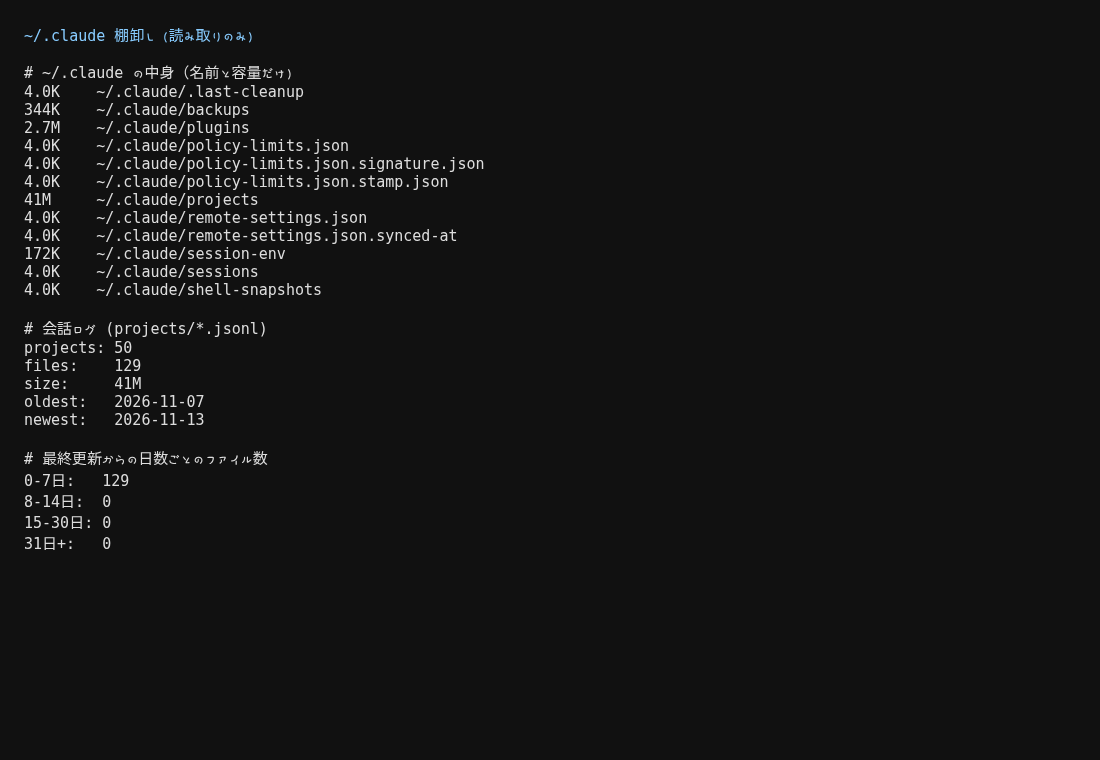 ~/.claude 棚卸し (読み取りのみ)
# ~/.claude の中身 (名前と容量だけ)
4.0K    ~/.claude/.last-cleanup
344K    ~/.claude/backups
2.7M    ~/.claude/plugins
4.0K    ~/.claude/policy-limits.json
4.0K    ~/.claude/policy-limits.json.signature.json
4.0K    ~/.claude/policy-limits.json.stamp.json
41M     ~/.claude/projects
4.0K    ~/.claude/remote-settings.json
4.0K    ~/.claude/remote-settings.json.synced-at
172K    ~/.claude/session-env
4.0K    ~/.claude/sessions
4.0K    ~/.claude/shell-snapshots
# 会話ログ (projects/*.jsonl)
projects: 50
files:    129
size:     41M
oldest:   2026-11-07
newest:   2026-11-13
# 最終更新からの日数ごとのファイル数
0-7日:   129
8-14日:  0
15-30日: 0
31日+:   0